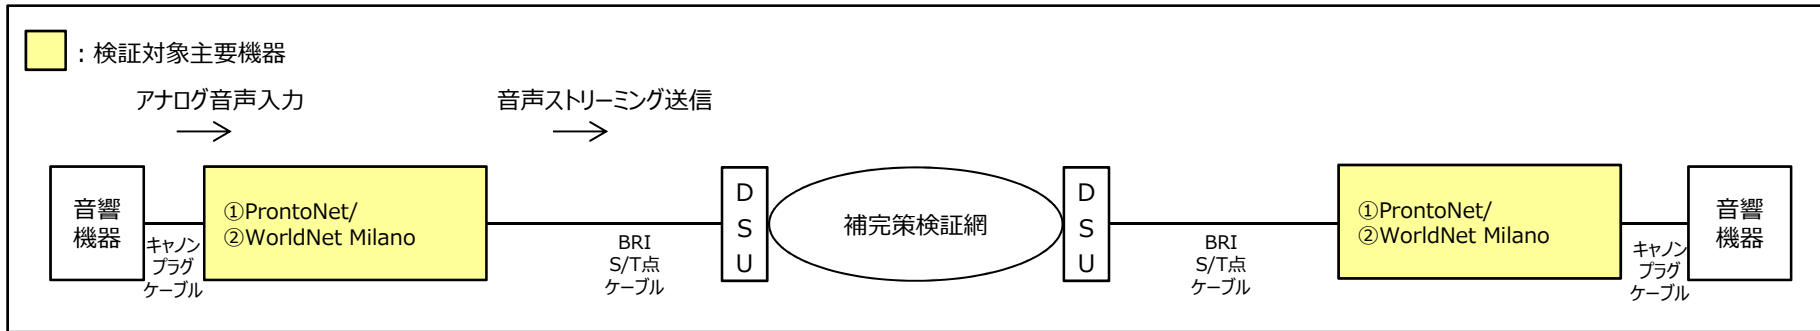 ：検証対象主要機器
アナログ音声入力
音声ストリーミング送信
音響
機器
キャノン
プラグ
ケーブル
①ProntoNet/
②WorldNet Milano
BRI
S/T点
ケーブル
D
S
U
補完策検証網
D
S
U
BRI
S/T点
ケーブル
①ProntoNet/
②WorldNet Milano
キャノン
プラグ
ケーブル
音響
機器